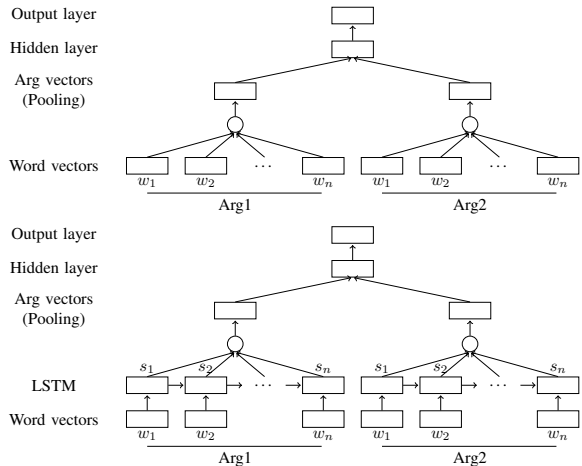 Output layer
Hidden layer
Arg vectors
(Pooling)
Word vectors
... ...
w₁ w₂ wₙ w₁ w₂ wₙ
Arg1 Arg2
Output layer
Hidden layer
Arg vectors
(Pooling)
s₁ s₂ sₙ s₁ s₂ sₙ
LSTM ... ...
Word vectors
w₁ w₂ wₙ w₁ w₂ wₙ
Arg1 Arg2